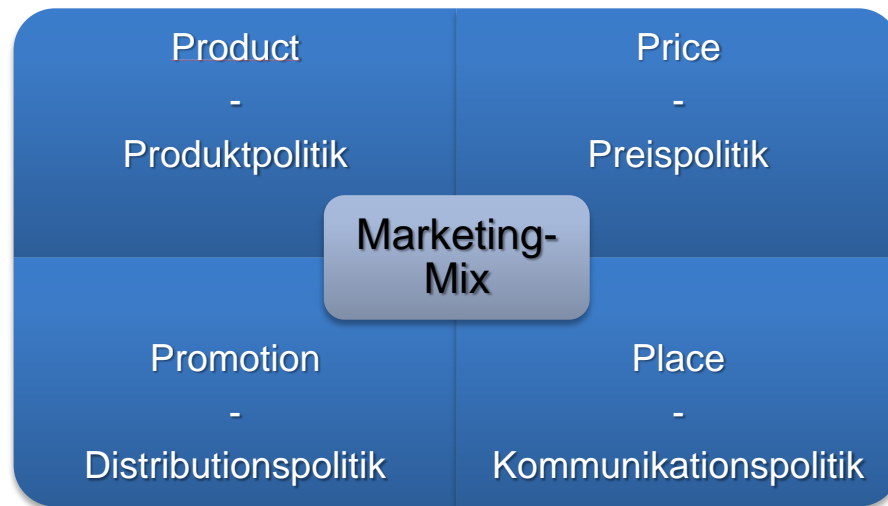 Product
-
Produktpolitik
Price
-
Preispolitik
Marketing-
Mix
Promotion
-
Distributionspolitik
Place
-
Kommunikationspolitik